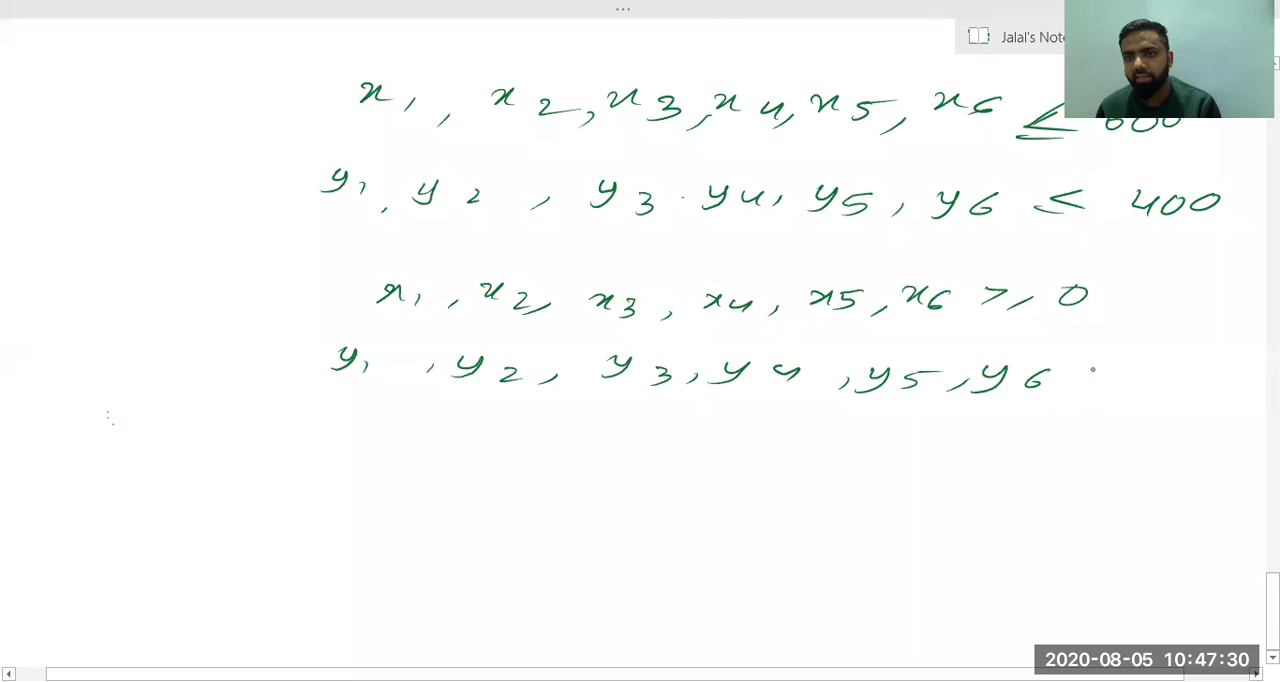 ...
Jalal's Note
x1, x2, x3, x4, x5, x6 ≤ 600
y1, y2, y3 . y4, y5, y6 ≤ 400
x1, x2, x3, x4, x5, x6 >, 0
y1, y2, y3, y4, y5, y6
2020-08-05 10:47:30